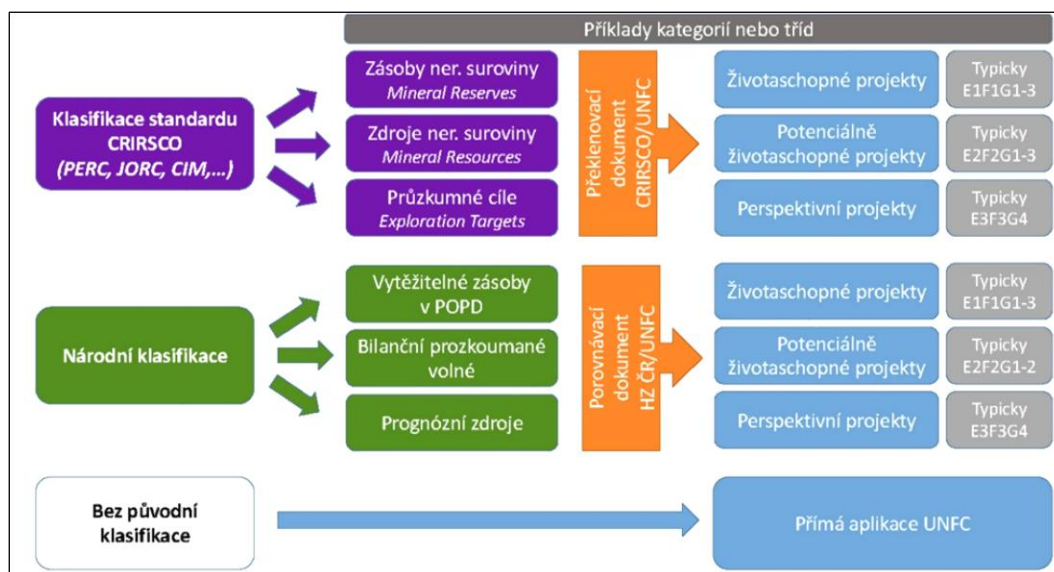 Příklady kategorií nebo tříd
Klasifikace standardu
CRIRSCO
(PERC, JORC, CIM,...)
Zásoby ner. suroviny
Mineral Reserves
Zdroje ner. suroviny
Mineral Resources
Průzkumné cíle
Exploration Targets
Překlenovací
dokument
CRIRSCO/UNFC
Životaschopné projekty
Typicky
E1F1G1-3
Potenciálně
životaschopné projekty
Typicky
E2F2G1-3
Perspektivní projekty
Typicky
E3F3G4
Národní klasifikace
Vytěžitelné zásoby
v POPD
Bilanční prozkoumané
volné
Prognózní zdroje
Porovnávací
dokument
HZ ČR/UNFC
Životaschopné projekty
Typicky
E1F1G1-3
Potenciálně
životaschopné projekty
Typicky
E2F2G1-2
Perspektivní projekty
Typicky
E3F3G4
Bez původní
klasifikace
Přímá aplikace UNFC